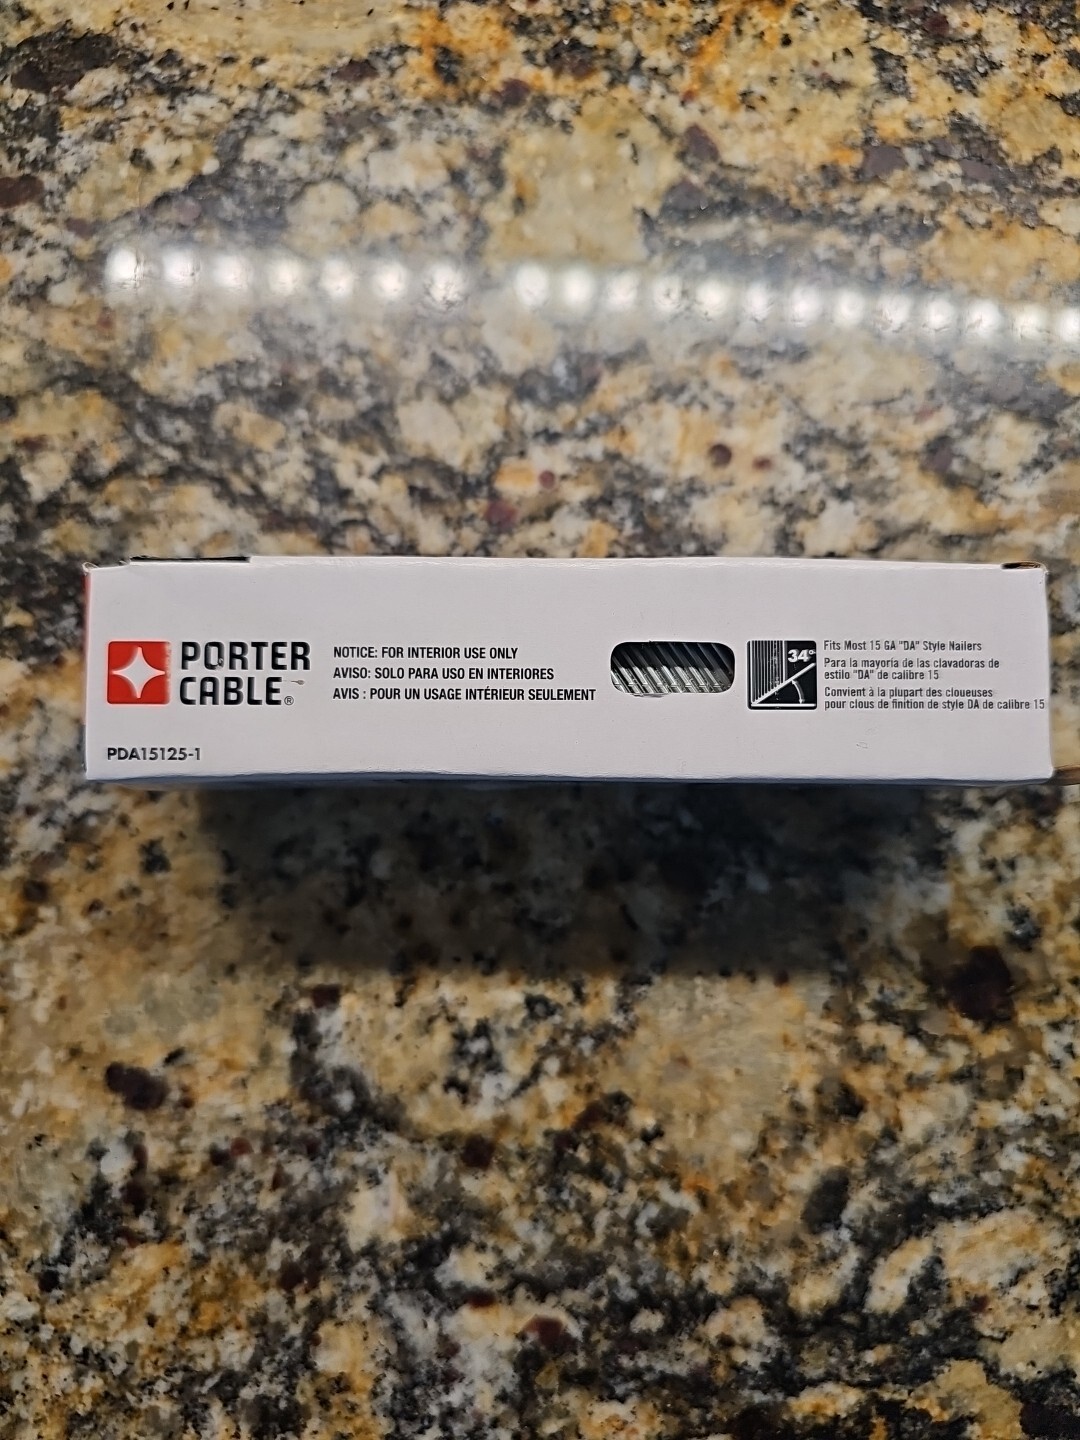 PORTER
CABLE®
NOTICE: FOR INTERIOR USE ONLY
AVISO: SOLO PARA USO EN INTERIORES
AVIS : POUR UN USAGE INTÉRIEUR SEULEMENT
34°
Fits Most 15 GA "DA" Style Nailers
Para la mayoría de las clavadoras de
estilo "DA" de calibre 15
Convient à la plupart des cloueuses
pour clous de finition de style DA de calibre 15
PDA15125-1